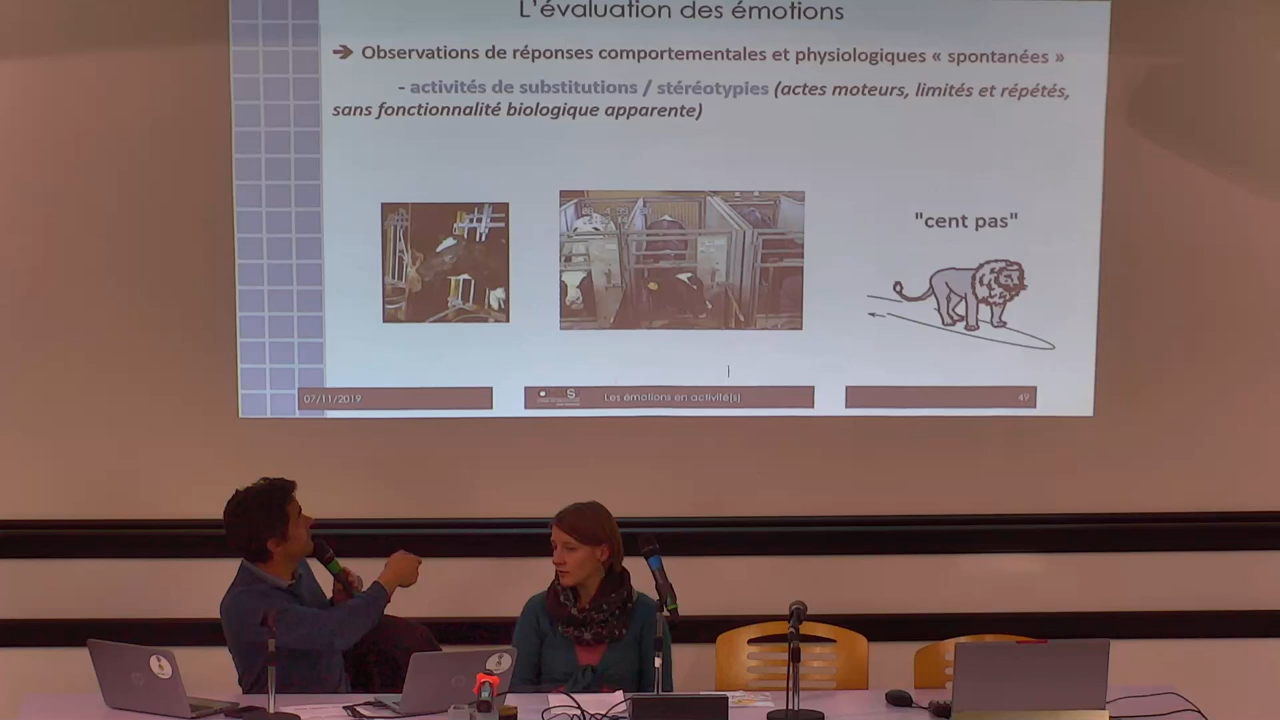 L'évaluation des émotions
➔ Observations de réponses comportementales et physiologiques « spontanées »
- activités de substitutions / stéréotypies (actes moteurs, limités et répétés,
sans fonctionnalité biologique apparente)
"cent pas"
07/11/2019
Les émotions en activité(s)
49